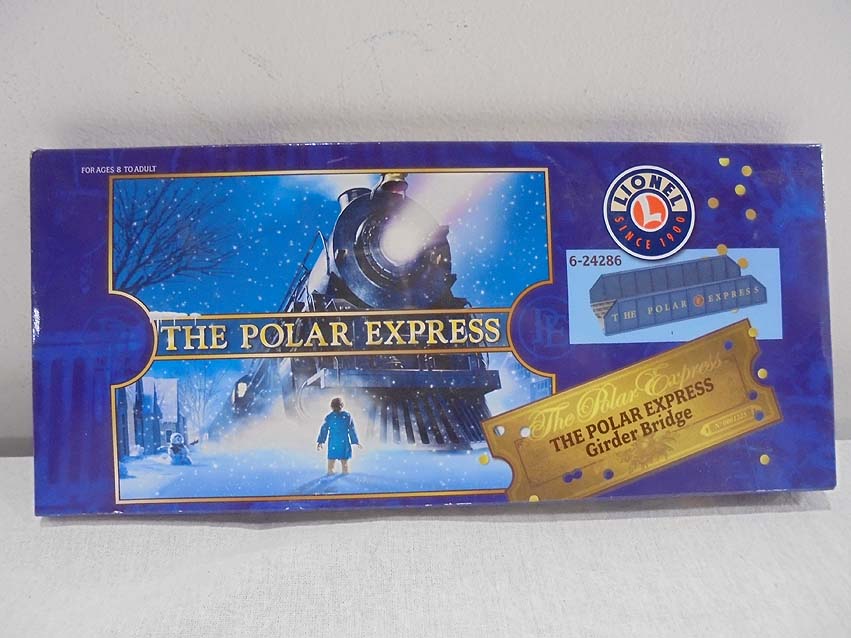 FOR AGES 8 TO ADULT
THE POLAR EXPRESS
LIONEL
L
SINCE 1900
6-24286
THE POLAR EXPRESS
The Polar Express
THE POLAR EXPRESS
Girder Bridge